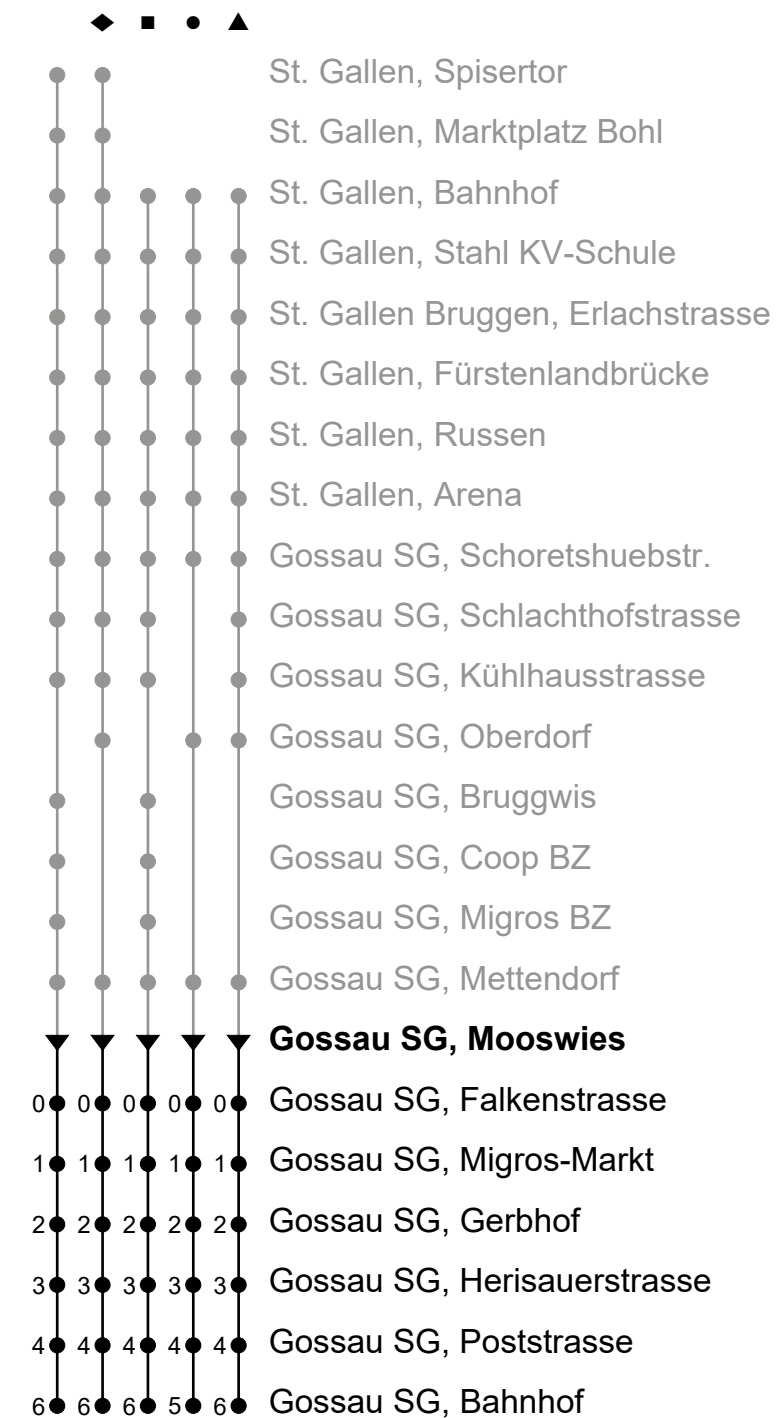 St. Gallen, Spisertor
St. Gallen, Marktplatz Bohl
St. Gallen, Bahnhof
St. Gallen, Stahl KV-Schule
St. Gallen Bruggen, Erlachstrasse
St. Gallen, Fürstenlandbrücke
St. Gallen, Russen
St. Gallen, Arena
Gossau SG, Schoretshuebstr.
Gossau SG, Schlachthofstrasse
Gossau SG, Kühlhausstrasse
Gossau SG, Oberdorf
Gossau SG, Bruggwis
Gossau SG, Coop BZ
Gossau SG, Migros BZ
Gossau SG, Mettendorf
Gossau SG, Mooswies
0 0 0 0 0 Gossau SG, Falkenstrasse
1 1 1 1 1 Gossau SG, Migros-Markt
2 2 2 2 2 Gossau SG, Gerbhof
3 3 3 3 3 Gossau SG, Herisauerstrasse
4 4 4 4 4 Gossau SG, Poststrasse
6 6 6 5 6 Gossau SG, Bahnhof